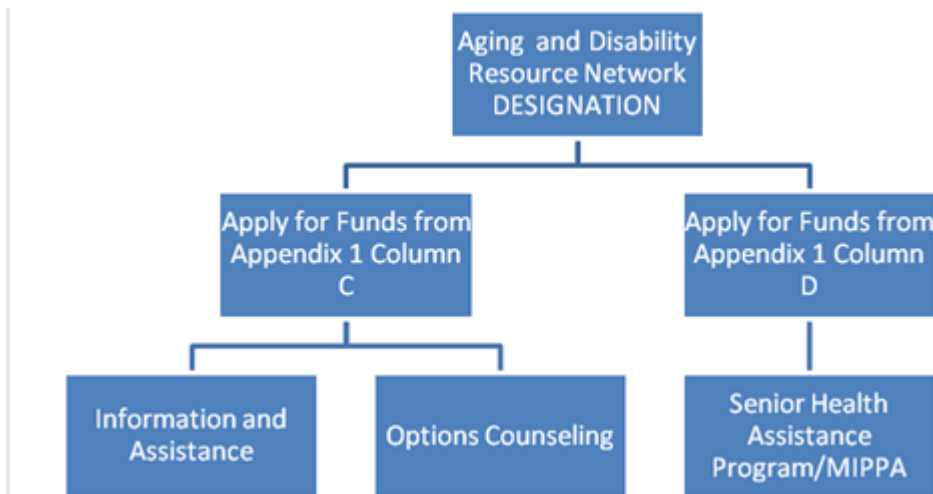 Aging and Disability
Resource Network
DESIGNATION
Apply for Funds from
Appendix 1 Column
C
Apply for Funds from
Appendix 1 Column
D
Information and
Assistance
Options Counseling
Senior Health
Assistance
Program/MIPPA